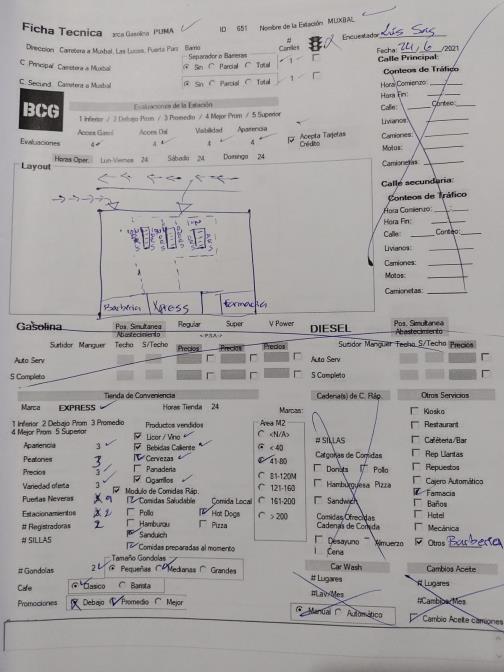 Ficha Tecnica arca Gasolina PUMA ID 651 Nombre de la Estación MUXBAL
Encuestador Luis Sas
Direccion Carretera a Muxbal, Las Luces, Puerta Pars Barrio
Separador o Barreras # Carriles
Fecha: 24, 6 /2021
C. Principal Carretera a Muxbal Sin Parcial Total 1
C. Secund Carretera a Muxbal Sin Parcial Total 1
Calle Principal:
Conteos de Tráfico
Hora Comienzo:
Hora Fin:
Calle: Conteo:
Livianos:
Camiones:
Motos:
Camionetas:
BCG
Evaluaciones de la Estación
1 Inferior / 2 Debajo Prom / 3 Promedio / 4 Mejor Prom / 5 Superior
Acces Gasol Acces Dsl Viabilidad Apariencia
Evaluaciones 4 4 4 4
Acepta Tarjetas Crédito
Horas Oper. Lun-Viernes 24 Sábado 24 Domingo 24
Layout
Barberia Xpress farmacia
Calle secundaria:
Conteos de Tráfico
Hora Comienzo:
Hora Fin:
Calle: Conteo:
Livianos:
Camiones:
Motos:
Camionetas:
Gasolina Pos. Simultanea Abastecimiento Regular Super V Power
<-PSA->
Surtidor Manguer Techo S/Techo Precios Precios Precios
Auto Serv
S Completo
DIESEL Pos. Simultanea Abastecimiento
Surtidor Manguer Techo S/Techo Precios
Auto Serv
S Completo
Tienda de Conveniencia
Marca EXPRESS Horas Tienda 24
1 Inferior 2 Debajo Prom 3 Promedio
4 Mejor Prom 5 Superior
Apariencia 3
Peatones 3
Precios 3
Variedad oferta 3
Puertas Neveras 9
Estacionamientos 2
# Registradoras 2
# SILLAS
Productos vendidos
Licor / Vino
Bebidas Caliente
Cervezas
Panaderia
Cigarrillos
Modulo de Comidas Ráp.
Comidas Saludable Comida Local
Pollo Hot Dogs
Hamburgu Pizza
Sanduich
Comidas preparadas al momento
Marcas:
Area M2
<N/A>
< 40
41-80
81-120M
121-160
161-200
> 200
Tamaño Gondolas
# Gondolas 2 Pequeñas Medianas Grandes
Cafe Clasico Barista
Promociones Debajo Promedio Mejor
Cadena(s) de C. Ráp.
# SILLAS
Catgorias de Comidas
Donuts Pollo
Hamburguesa Pizza
Sandwich
Comidas Ofrecidas
Cadenas de Comida
Desayuno Almuerzo
Cena
Car Wash
# Lugares
#Lav/Mes
Manual Automático
Otros Servicios
Kiosko
Restaurant
Cafétera/Bar
Rep Llantas
Repuestos
Cajero Automático
Farmacia
Baños
Hotel
Mecánica
Otros Barberia
Cambios Aceite
# Lugares
#Cambios/Mes
Cambio Aceite camiones